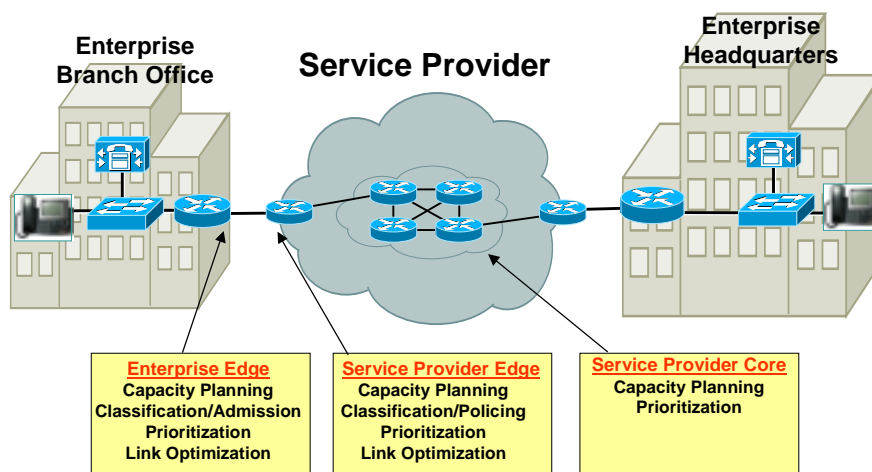 Enterprise
Branch Office
Service Provider
Enterprise
Headquarters
Enterprise Edge
Capacity Planning
Classification/Admission
Prioritization
Link Optimization
Service Provider Edge
Capacity Planning
Classification/Policing
Prioritization
Link Optimization
Service Provider Core
Capacity Planning
Prioritization